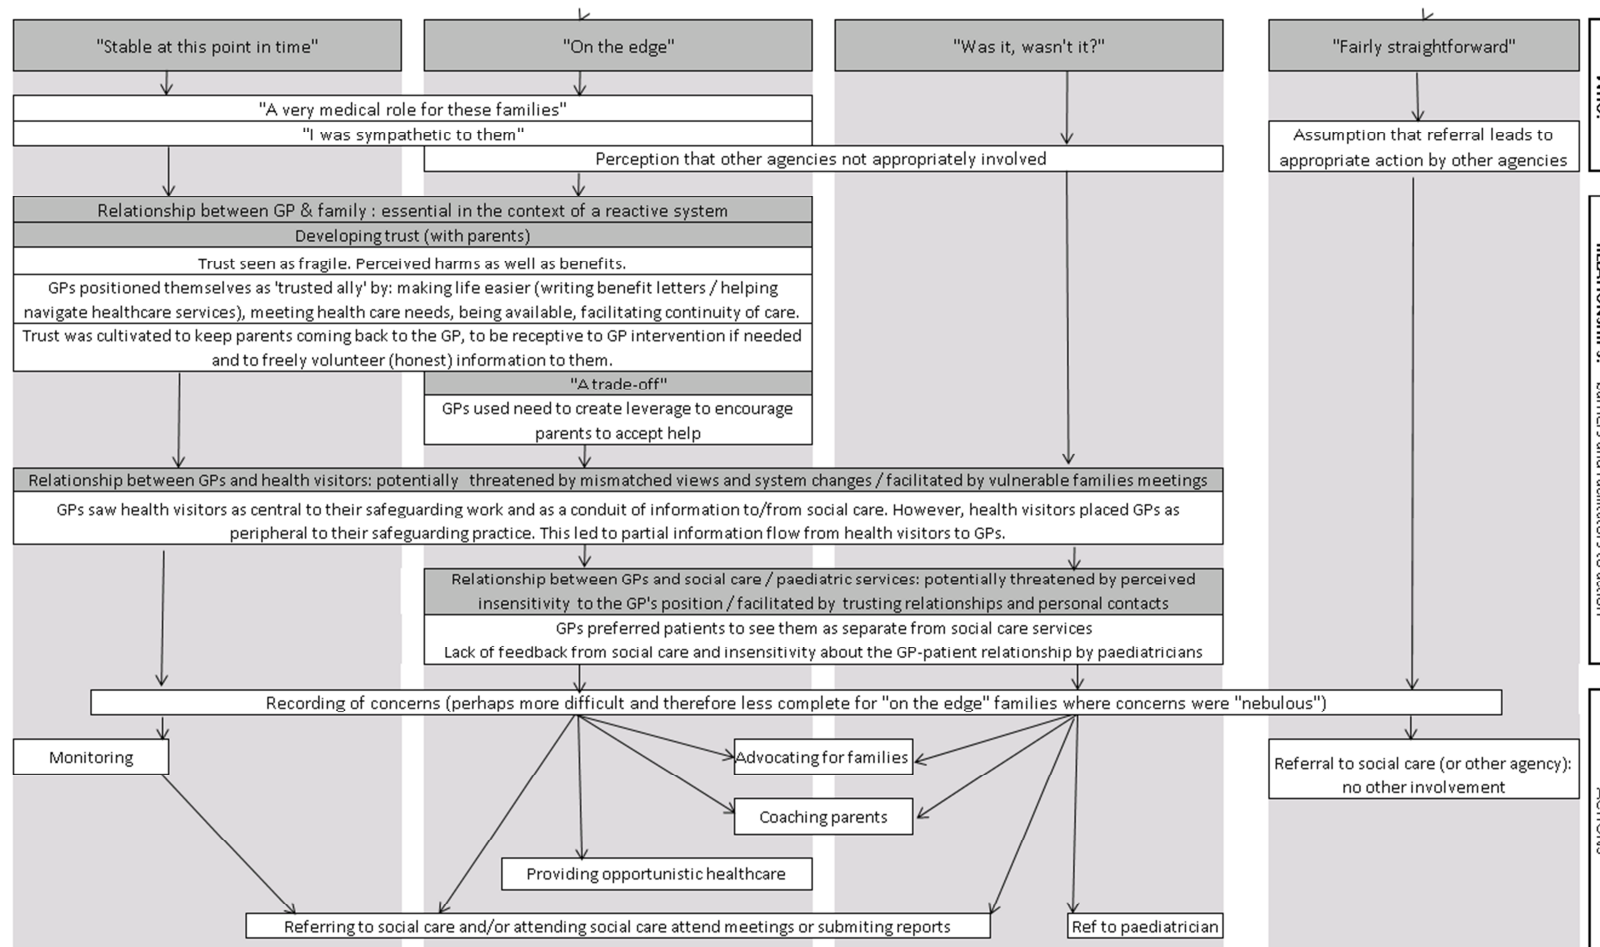 "Stable at this point in time"
"On the edge"
"Was it, wasn't it?"
"Fairly straightforward"
"A very medical role for these families"
"I was sympathetic to them"
Assumption that referral leads to
appropriate action by other agencies
Perception that other agencies not appropriately involved
Relationship between GP & family : essential in the context of a reactive system
Developing trust (with parents)
Trust seen as fragile. Perceived harms as well as benefits.
GPs positioned themselves as 'trusted ally' by: making life easier (writing benefit letters / helping
navigate healthcare services), meeting health care needs, being available, facilitating continuity of care.
Trust was cultivated to keep parents coming back to the GP, to be receptive to GP intervention if needed
and to freely volunteer (honest) information to them.
"A trade-off"
GPs used need to create leverage to encourage
parents to accept help
Relationship between GPs and health visitors: potentially threatened by mismatched views and system changes / facilitated by vulnerable families meetings
GPs saw health visitors as central to their safeguarding work and as a conduit of information to/from social care. However, health visitors placed GPs as
peripheral to their safeguarding practice. This led to partial information flow from health visitors to GPs.
Relationship between GPs and social care / paediatric services: potentially threatened by perceived
insensitivity to the GP's position / facilitated by trusting relationships and personal contacts
GPs preferred patients to see them as separate from social care services
Lack of feedback from social care and insensitivity about the GP-patient relationship by paediatricians
Recording of concerns (perhaps more difficult and therefore less complete for "on the edge" families where concerns were "nebulous")
Monitoring
Advocating for families
Referral to social care (or other agency):
no other involvement
Coaching parents
Providing opportunistic healthcare
Referring to social care and/or attending social care attend meetings or submiting reports
Ref to paediatrician